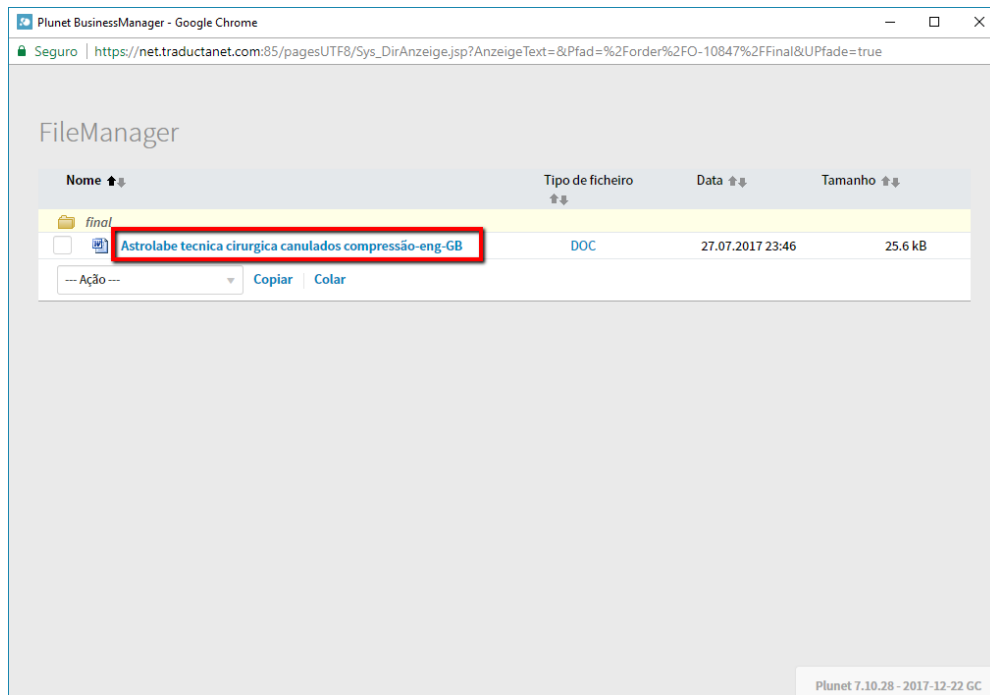 Plunet BusinessManager - Google Chrome
Seguro | https://net.traductanet.com:85/pagesUTF8/Sys_DirAnzeige.jsp?AnzeigeText=&Pfad=%2Forder%2FO-10847%2FFinal&UPfade=true
FileManager
Nome Tipo de ficheiro Data Tamanho
final
Astrolabe tecnica cirurgica canulados compressão-eng-GB DOC 27.07.2017 23:46 25.6 kB
--- Ação --- Copiar Colar
Plunet 7.10.28 - 2017-12-22 GC